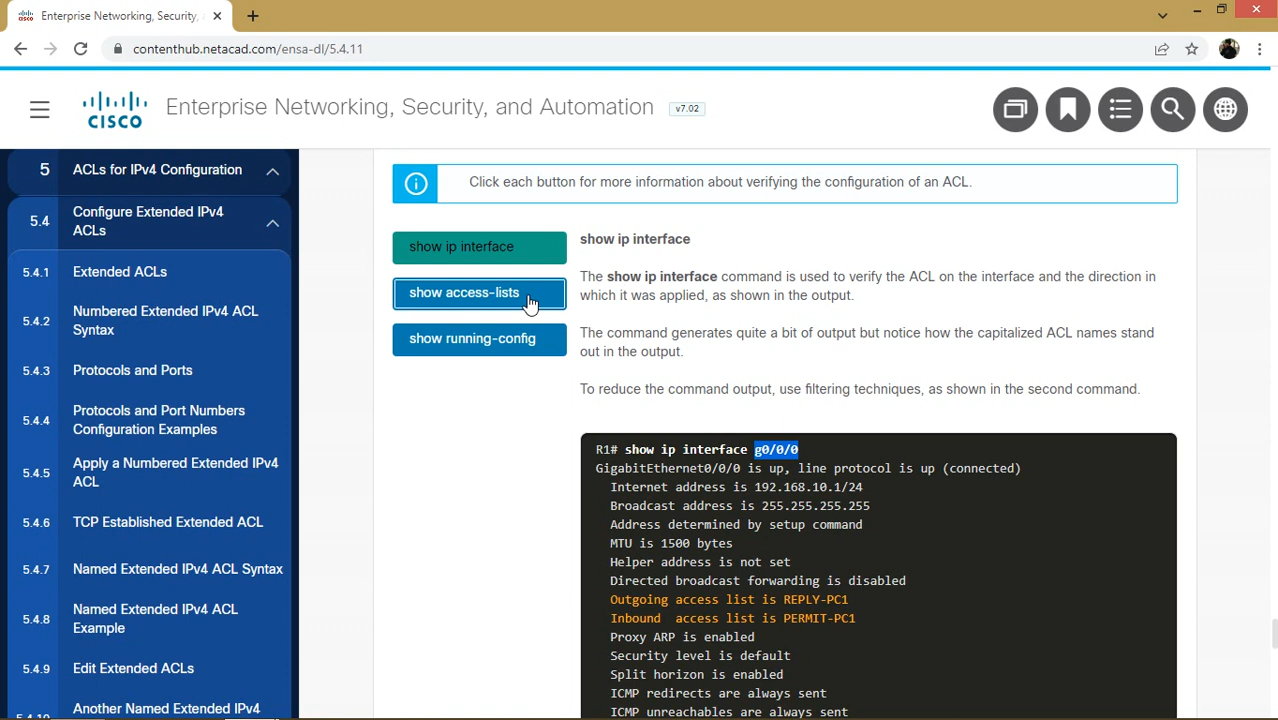 Enterprise Networking, Security,
contenthub.netacad.com/ensa-dl/5.4.11
CISCO
Enterprise Networking, Security, and Automation
v7.02
5
ACLs for IPv4 Configuration
5.4
Configure Extended IPv4
ACLs
5.4.1
Extended ACLs
5.4.2
Numbered Extended IPv4 ACL
Syntax
5.4.3
Protocols and Ports
5.4.4
Protocols and Port Numbers
Configuration Examples
5.4.5
Apply a Numbered Extended IPv4
ACL
5.4.6
TCP Established Extended ACL
5.4.7
Named Extended IPv4 ACL Syntax
5.4.8
Named Extended IPv4 ACL
Example
5.4.9
Edit Extended ACLs
5.4.10
Another Named Extended IPv4
Click each button for more information about verifying the configuration of an ACL.
show ip interface
show access-lists
show running-config
show ip interface
The show ip interface command is used to verify the ACL on the interface and the direction in
which it was applied, as shown in the output.
The command generates quite a bit of output but notice how the capitalized ACL names stand
out in the output.
To reduce the command output, use filtering techniques, as shown in the second command.
R1# show ip interface g0/0/0
GigabitEthernet0/0/0 is up, line protocol is up (connected)
Internet address is 192.168.10.1/24
Broadcast address is 255.255.255.255
Address determined by setup command
MTU is 1500 bytes
Helper address is not set
Directed broadcast forwarding is disabled
Outgoing access list is REPLY-PC1
Inbound  access list is PERMIT-PC1
Proxy ARP is enabled
Security level is default
Split horizon is enabled
ICMP redirects are always sent
ICMP unreachables are always sent